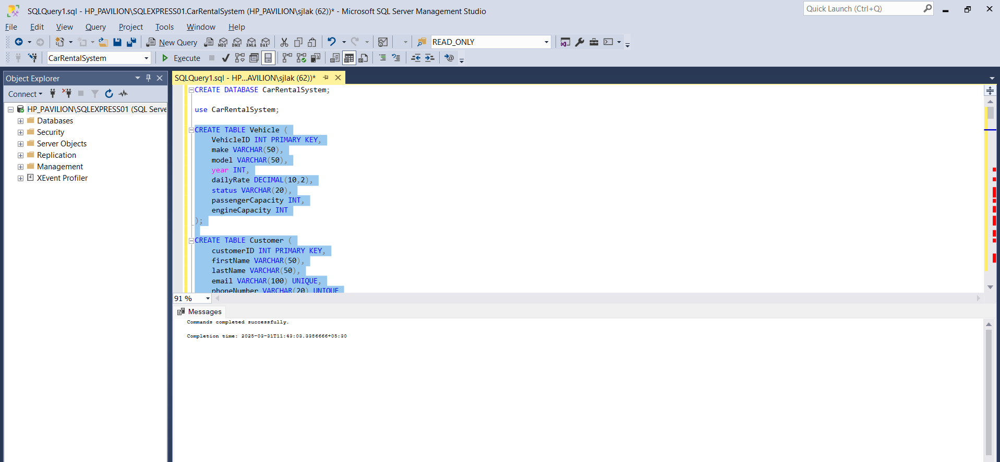 SQLQuery1.sql - HP_PAVILION\SQLEXPRESS01.CarRentalSystem (HP_PAVILION\sjlak (62))* - Microsoft SQL Server Management Studio
Quick Launch (Ctrl+Q)
File Edit View Query Project Tools Window Help
New Query MDX DMX XMLA DAX READ_ONLY
CarRentalSystem Execute
Object Explorer
Connect
HP_PAVILION\SQLEXPRESS01 (SQL Serve
Databases
Security
Server Objects
Replication
Management
XEvent Profiler
SQLQuery1.sql - HP...AVILION\sjlak (62))*
CREATE DATABASE CarRentalSystem;
use CarRentalSystem;
CREATE TABLE Vehicle (
VehicleID INT PRIMARY KEY,
make VARCHAR(50),
model VARCHAR(50),
year INT,
dailyRate DECIMAL(10,2),
status VARCHAR(20),
passengerCapacity INT,
engineCapacity INT
);
CREATE TABLE Customer (
customerID INT PRIMARY KEY,
firstName VARCHAR(50),
lastName VARCHAR(50),
email VARCHAR(100) UNIQUE,
phoneNumber VARCHAR(20) UNIQUE
91 %
Messages
Commands completed successfully.
Completion time: 2025-03-31T11:43:03.3386666+05:30